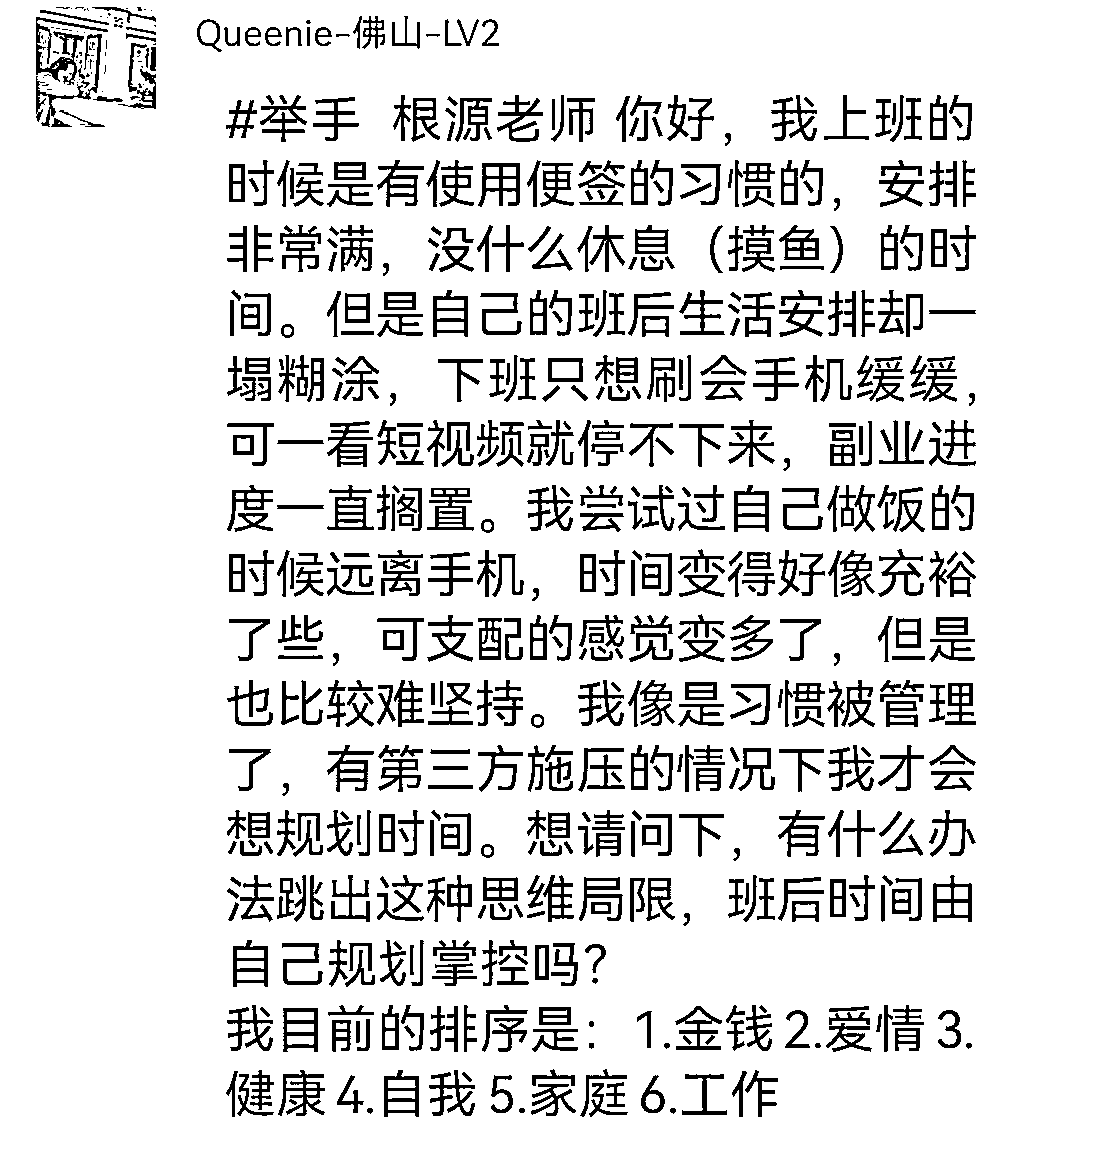 Queenie-佛山-LV2
#举手 根源老师 你好，我上班的
时候是有使用便签的习惯的，安排
非常满，没什么休息（摸鱼）的时
间。但是自己的班后生活安排却一
塌糊涂，下班只想刷会手机缓缓，
可一看短视频就停不下来，副业进
度一直搁置。我尝试过自己做饭的
时候远离手机，时间变得好像充裕
了些，可支配的感觉变多了，但是
也比较难坚持。我像是习惯被管理
了，有第三方施压的情况下我才会
想规划时间。想请问下，有什么办
法跳出这种思维局限，班后时间由
自己规划掌控吗？
我目前的排序是：1.金钱2.爱情3.
健康4.自我5.家庭6.工作